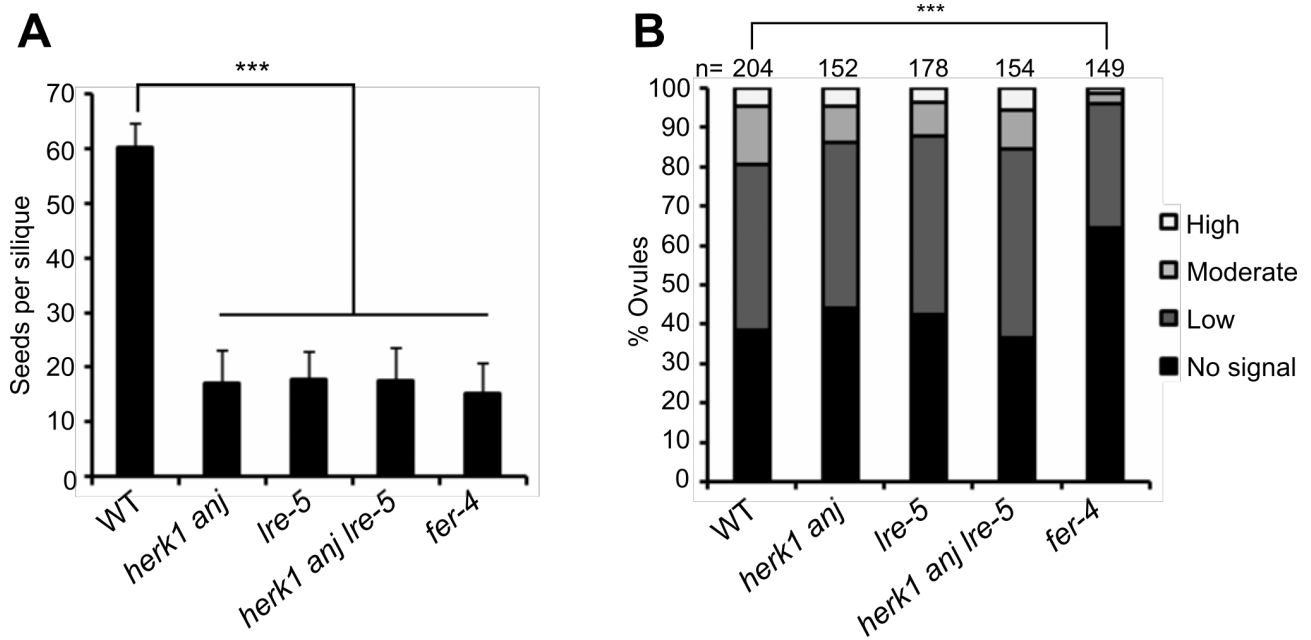 A
***
Seeds per silique
70
60
50
40
30
20
10
0
WT
herk1 anj
lre-5
herk1 anj lre-5
fer-4
B
***
n= 204 152 178 154 149
% Ovules
100
90
80
70
60
50
40
30
20
10
0
WT
herk1 anj
lre-5
herk1 anj lre-5
fer-4
High
Moderate
Low
No signal